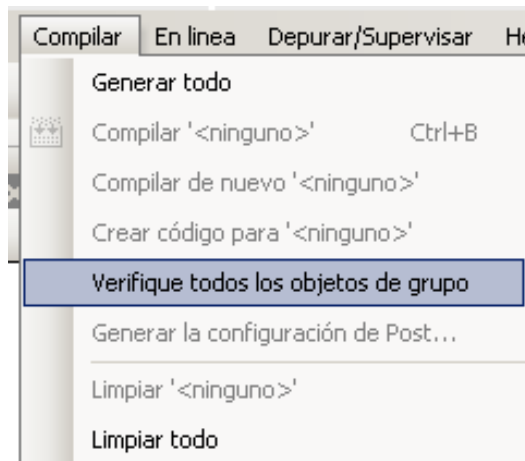 Compilar En linea Depurar/Supervisar
Generar todo
Compilar '<ninguno>' Ctrl+B
Compilar de nuevo '<ninguno>'
Crear código para '<ninguno>'
Verifique todos los objetos de grupo
Generar la configuración de Post...
Limpiar '<ninguno>'
Limpiar todo